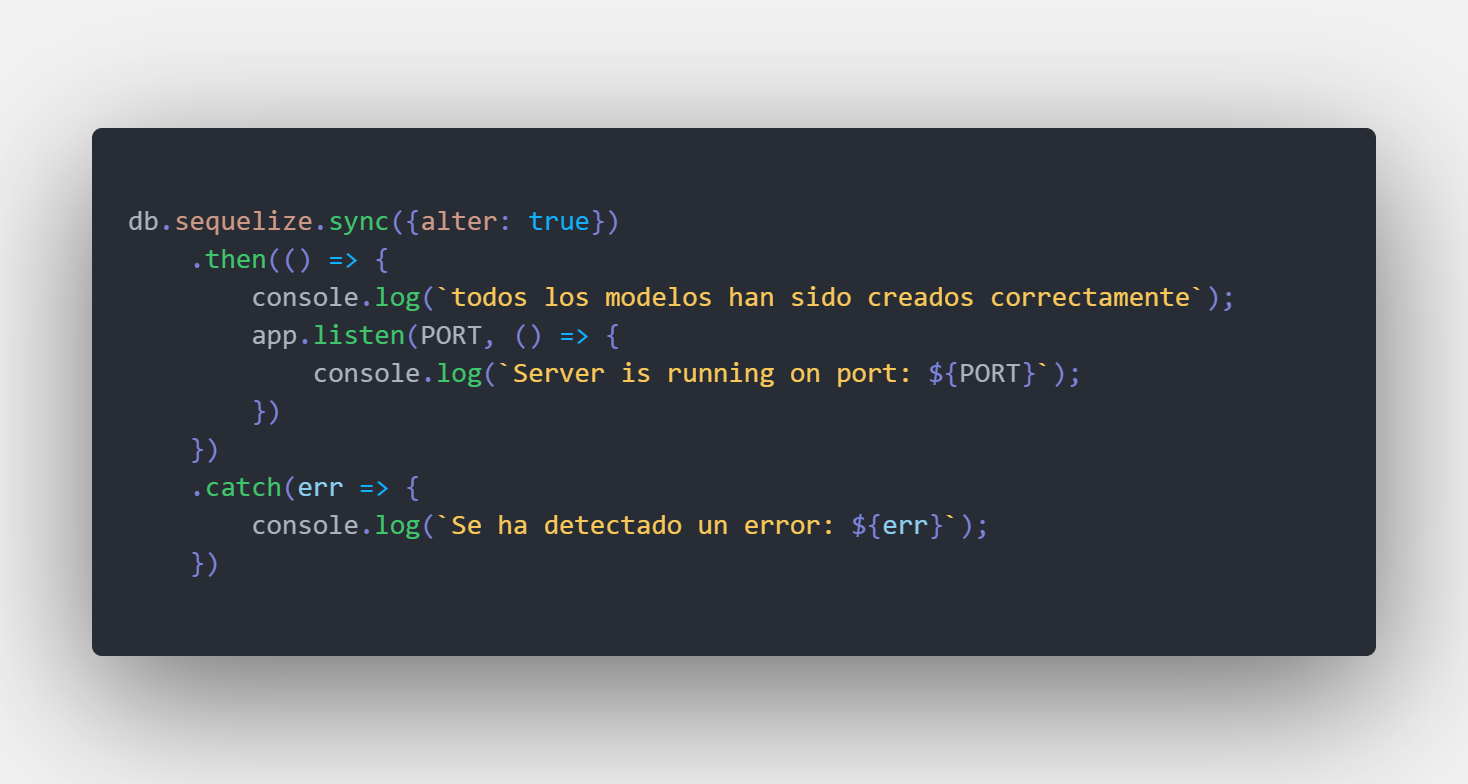 db.sequelize.sync({alter: true})
    .then(() => {
        console.log(`todos los modelos han sido creados correctamente`);
        app.listen(PORT, () => {
            console.log(`Server is running on port: ${PORT}`);
        })
    })
    .catch(err => {
        console.log(`Se ha detectado un error: ${err}`);
    })